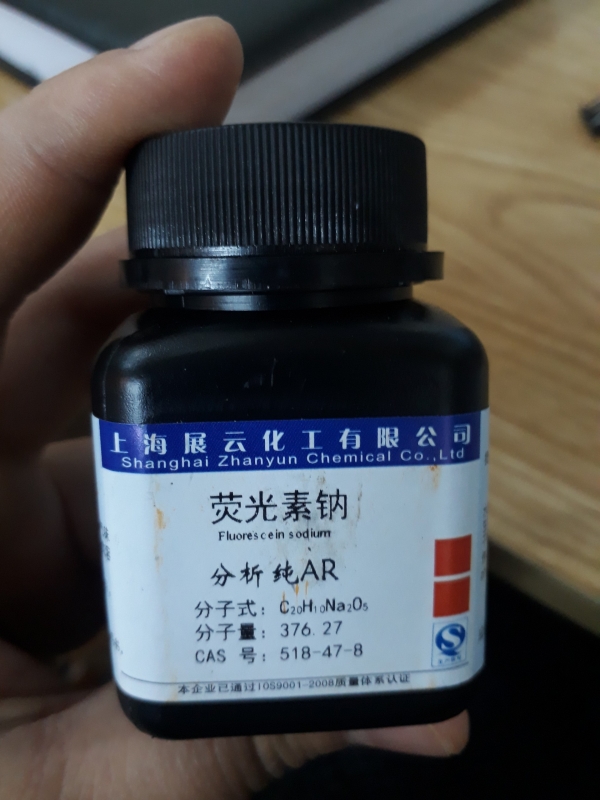 上海展云化工有限公司
Shanghai Zhanyun Chemical Co.,Ltd
荧光素钠
Fluorescein sodium
分析纯AR
分子式：C₂₀H₁₀Na₂O₅
分子量：376.27
CAS 号：518-47-8
本企业已通过IOS9001-2008质量体系认证